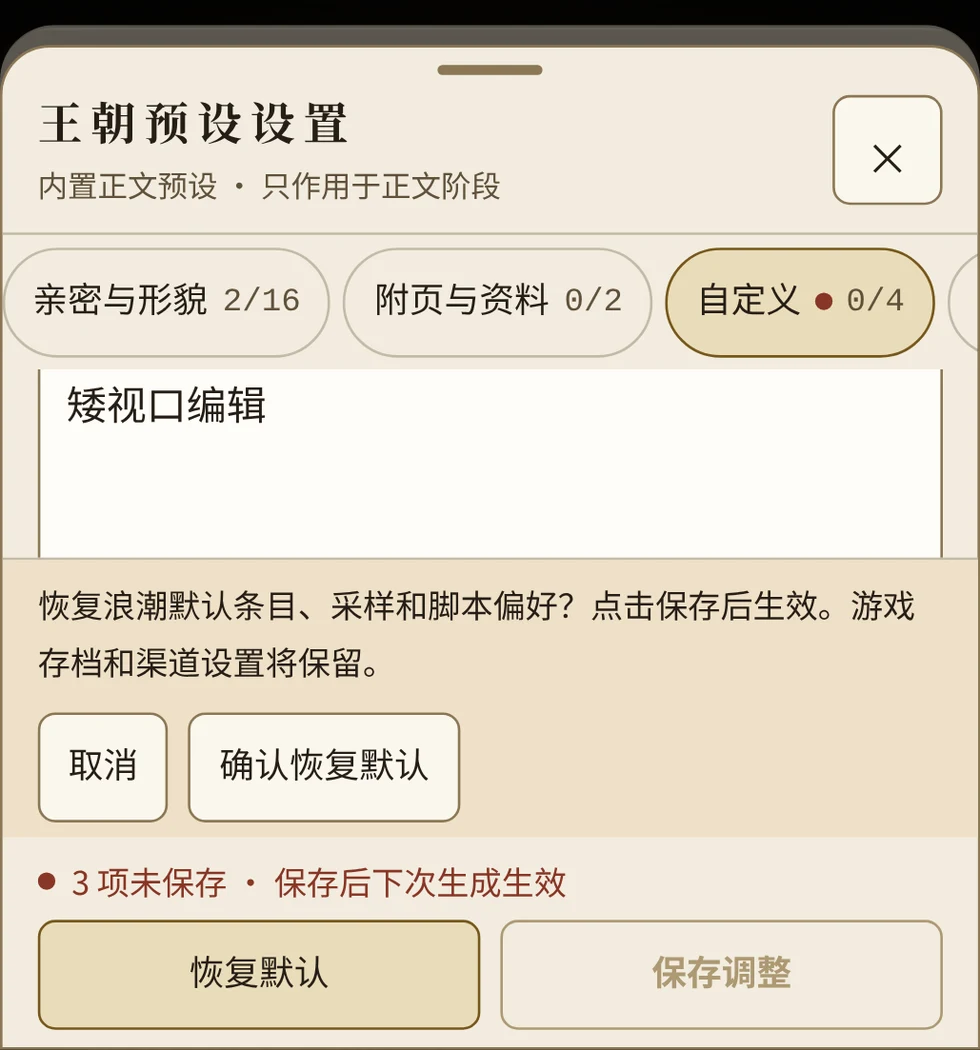 王朝预设设置
内置正文预设 · 只作用于正文阶段
亲密与形貌 2/16 附页与资料 0/2 自定义 ● 0/4
矮视口编辑
恢复浪潮默认条目、采样和脚本偏好？点击保存后生效。游戏
存档和渠道设置将保留。
取消 确认恢复默认
● 3 项未保存 · 保存后下次生成生效
恢复默认 保存调整